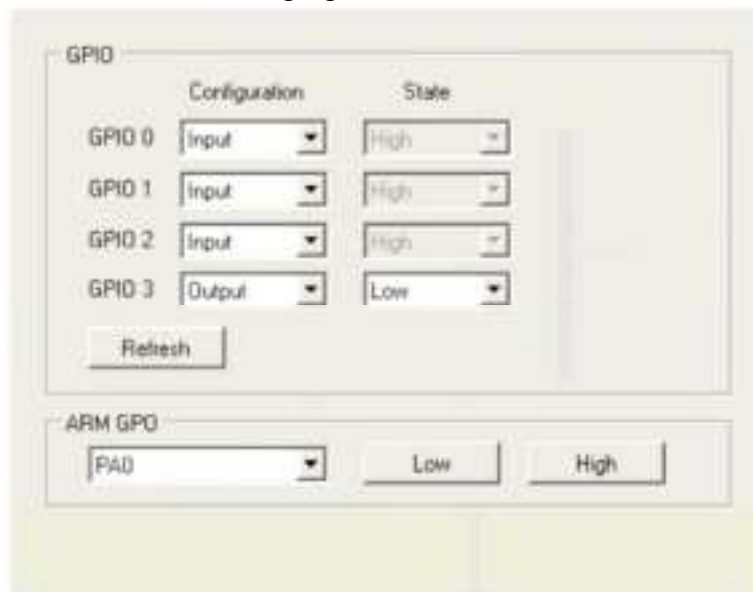 GPIO
Configuration State
GPIO 0 Input High
GPIO 1 Input High
GPIO 2 Input High
GPIO 3 Output Low
Refresh
ARM GPO
PA0 Low High